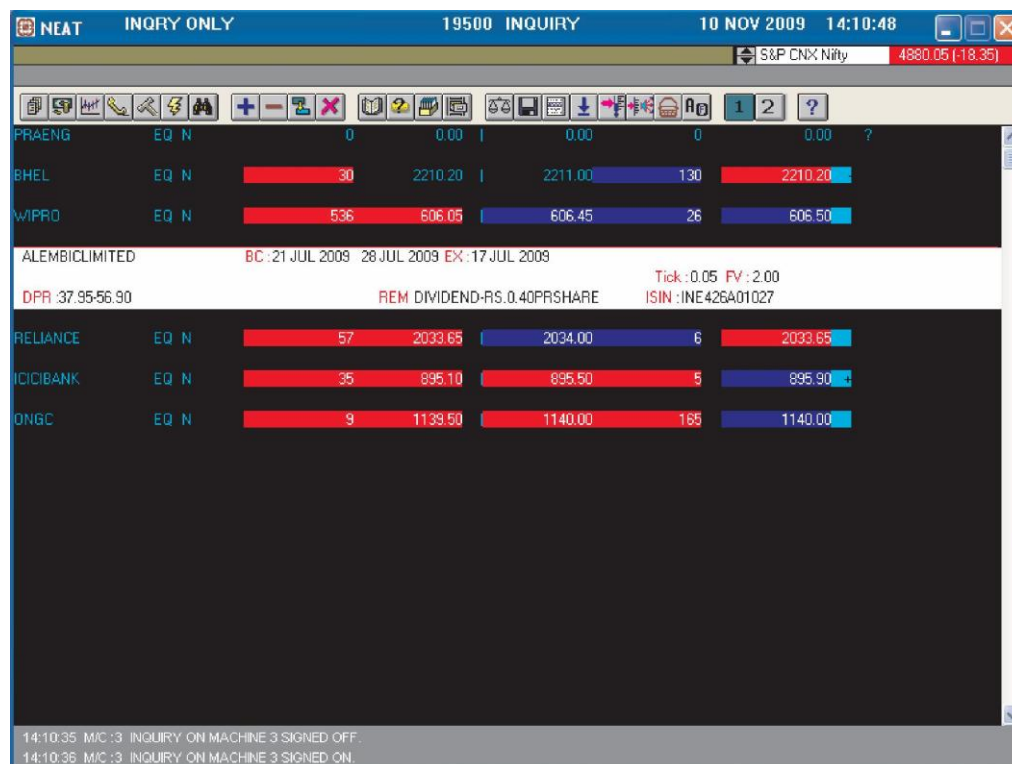 NEAT INQRY ONLY 19500 INQUIRY 10 NOV 2009 14:10:48
S&P CNX Nifty 4880.05 (-18.35)
1 2 ?
PRAENG EQ N 0 0.00 | 0.00 0 0.00 ?
BHEL EQ N 30 2210.20 | 2211.00 130 2210.20 -
WIPRO EQ N 536 606.05 | 606.45 26 606.50
ALEMBICLIMITED BC :21 JUL 2009 28 JUL 2009 EX :17 JUL 2009
Tick :0.05 FV : 2.00
DPR :37.95-56.90 REM DIVIDEND-RS.0.40PRSHARE ISIN :INE426A01027
RELIANCE EQ N 57 2033.65 | 2034.00 6 2033.65
ICICIBANK EQ N 35 895.10 | 895.50 5 895.90 +
ONGC EQ N 9 1139.50 | 1140.00 165 1140.00
14:10:35 M/C :3 INQUIRY ON MACHINE 3 SIGNED OFF.
14:10:36 M/C :3 INQUIRY ON MACHINE 3 SIGNED ON.